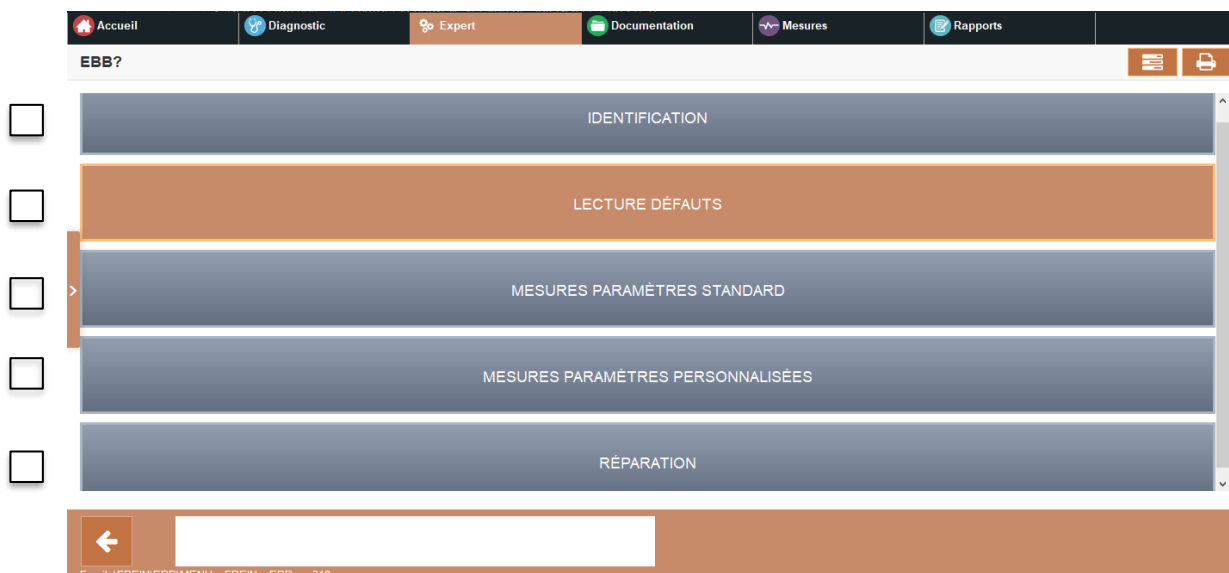 Accueil
Diagnostic
Expert
Documentation
Mesures
Rapports
EBB?
IDENTIFICATION
LECTURE DÉFAUTS
MESURES PARAMÈTRES STANDARD
MESURES PARAMÈTRES PERSONNALISÉES
RÉPARATION